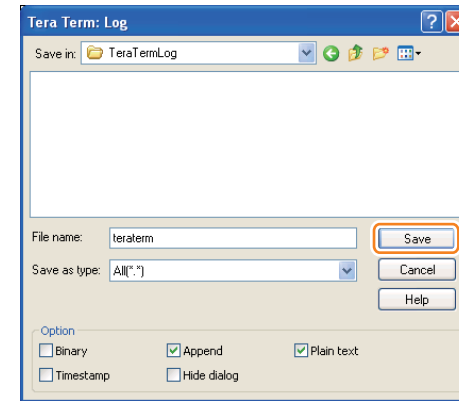 Tera Term: Log
Save in: TeraTermLog
File name: teraterm Save
Save as type: All(*.*) Cancel
Help
Option
Binary Append Plain text
Timestamp Hide dialog